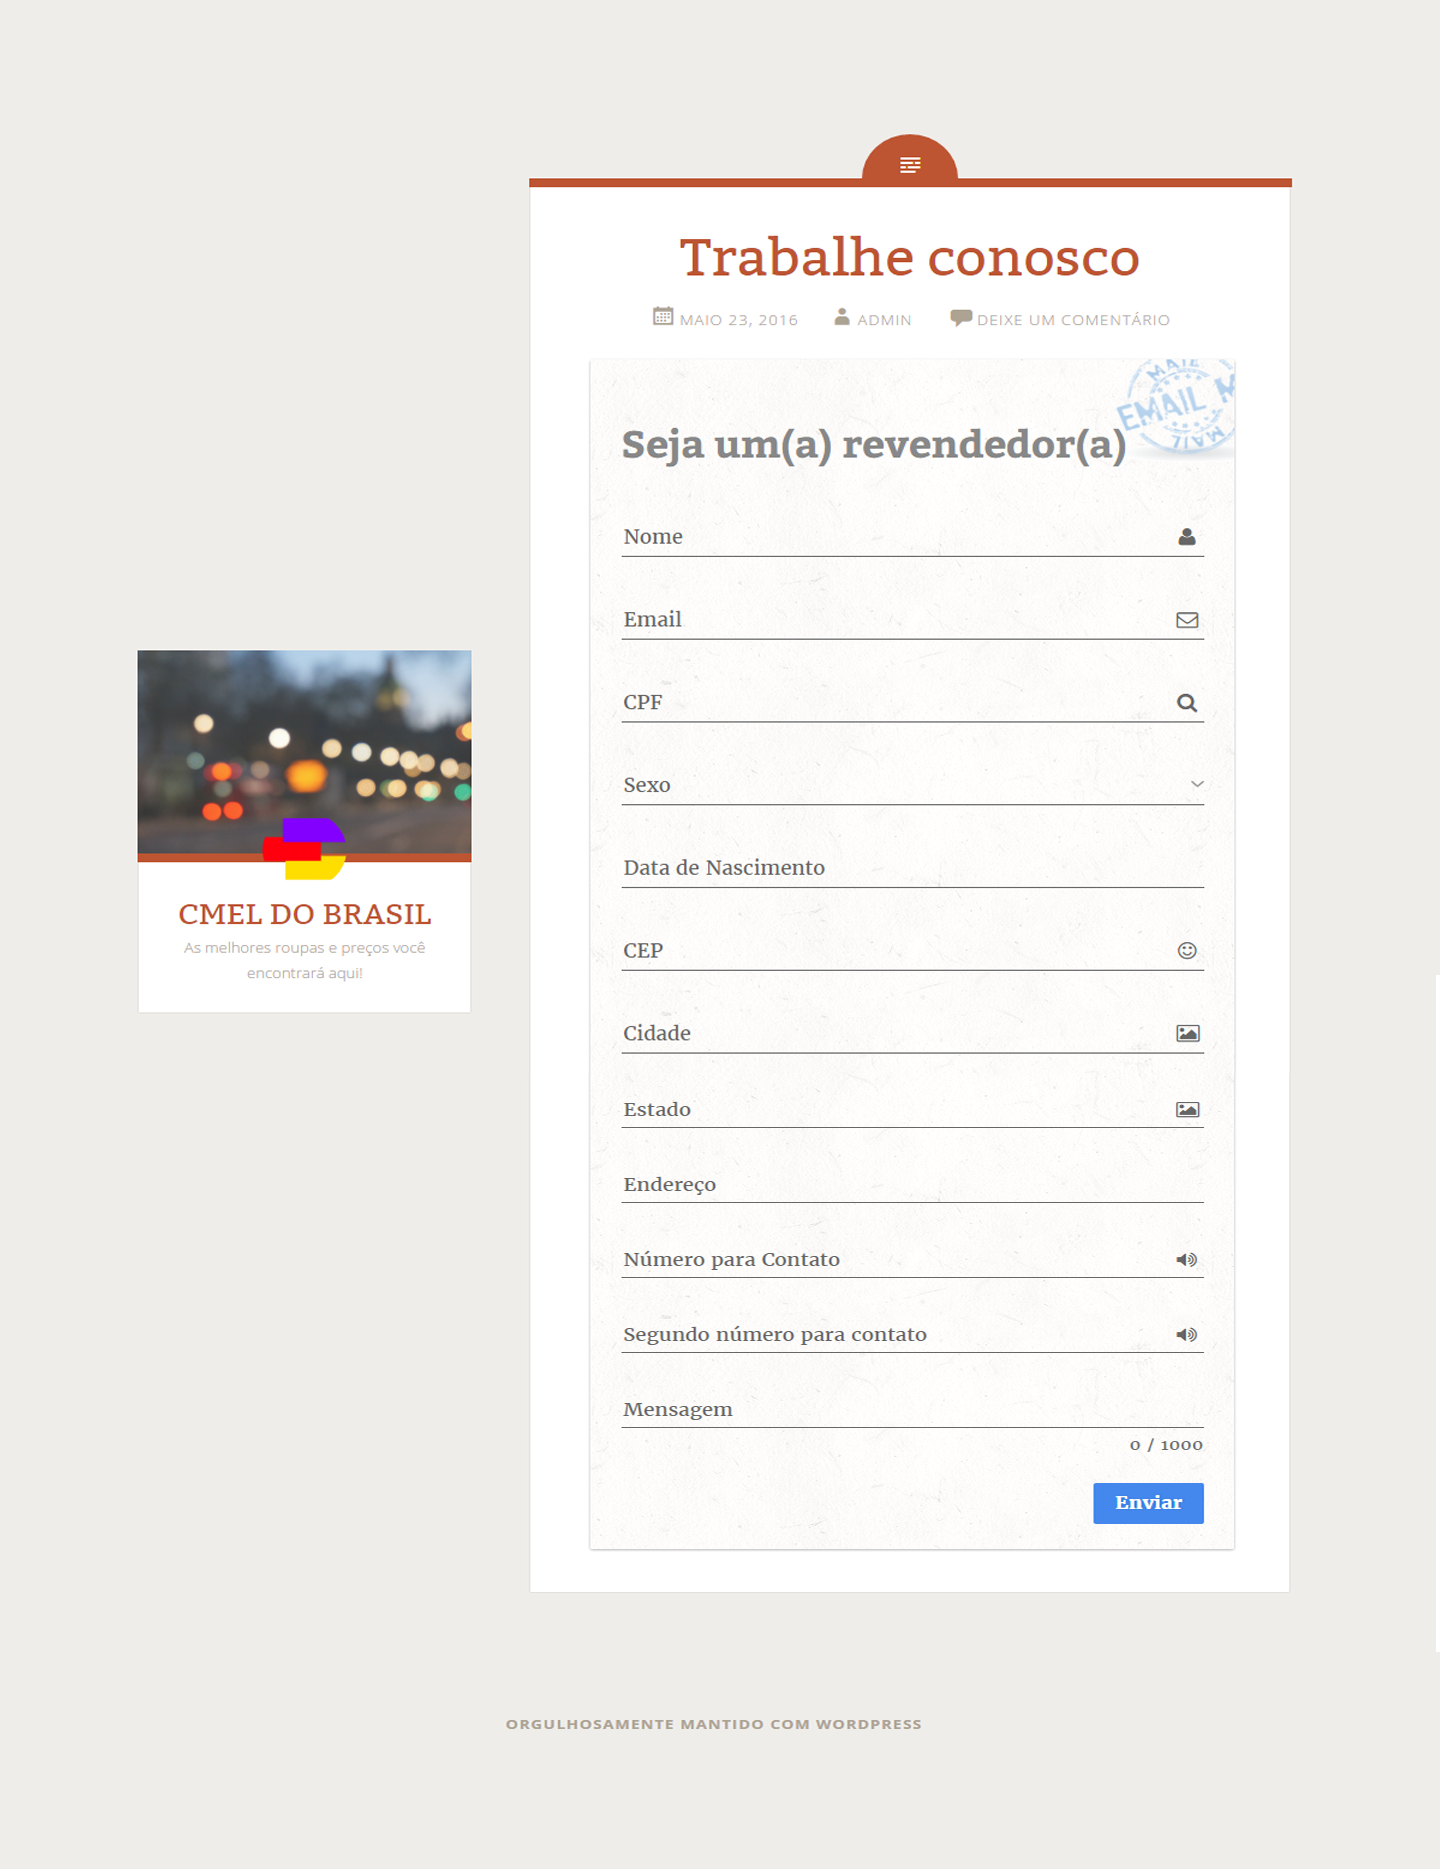 Trabalhe conosco
MAIO 23, 2016 ADMIN DEIXE UM COMENTÁRIO
MAIL
EMAIL M
MAIL
Seja um(a) revendedor(a)
Nome
Email
CPF
Sexo
Data de Nascimento
CEP
Cidade
Estado
Endereço
Número para Contato
Segundo número para contato
Mensagem
0 / 1000
Enviar
CMEL DO BRASIL
As melhores roupas e preços você
encontrará aqui!
ORGULHOSAMENTE MANTIDO COM WORDPRESS